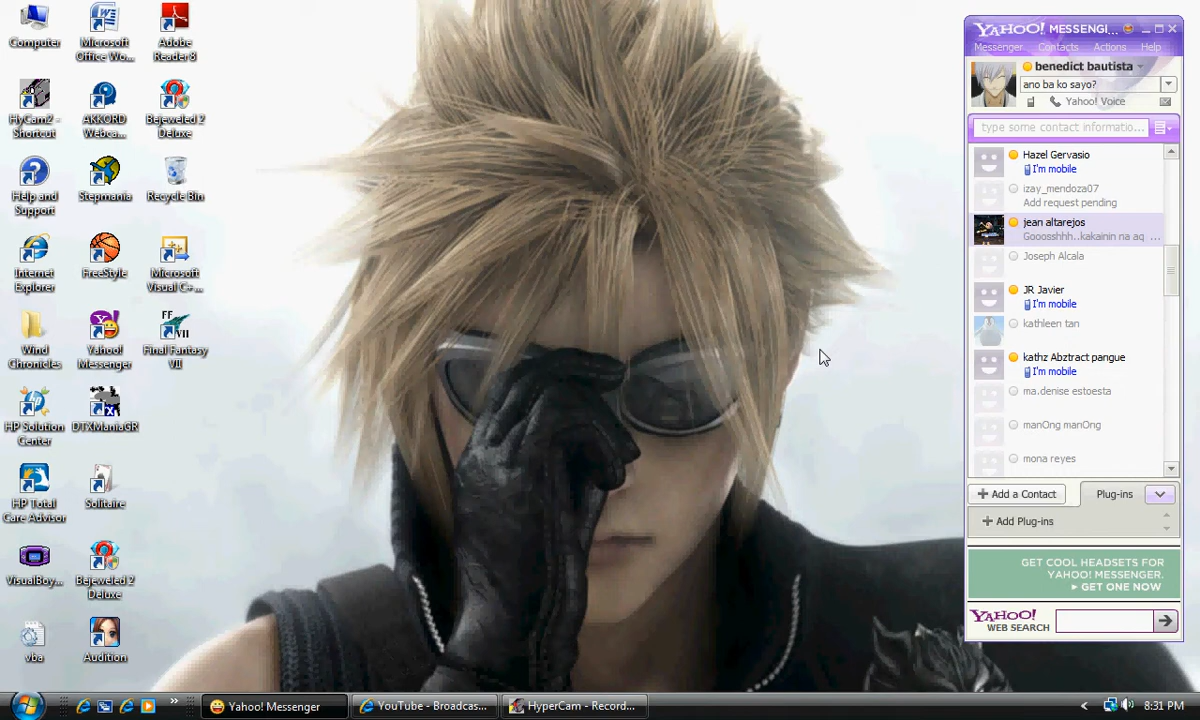 Computer
Microsoft Office Wo...
Adobe Reader 8
HyCam2 - Shortcut
AKKORD Webca...
Bejeweled 2 Deluxe
Help and Support
Stepmania
Recycle Bin
Internet Explorer
FreeStyle
Microsoft Visual C+...
Wind Chronicles
Yahoo! Messenger
FF VII
Final Fantasy VII
HP Solution Center
DTXManiaGR
HP Total Care Advisor
Solitaire
VisualBoy...
Bejeweled 2 Deluxe
vba
Audition
YAHOO! MESSENGI...
Messenger Contacts Actions Help
benedict bautista
ano ba ko sayo?
Yahoo! Voice
type some contact informatio...
Hazel Gervasio
I'm mobile
izay_mendoza07
Add request pending
jean altarejos
Gooosshhh..kakainin na aq ...
Joseph Alcala
JR Javier
I'm mobile
kathleen tan
kathz Abztract pangue
I'm mobile
ma.denise estoesta
manOng manOng
mona reyes
+ Add a Contact
Plug-ins
+ Add Plug-ins
GET COOL HEADSETS FOR
YAHOO! MESSENGER.
▸ GET ONE NOW
YAHOO!
WEB SEARCH
Yahoo! Messenger
YouTube - Broadcas...
HyperCam - Record...
8:31 PM